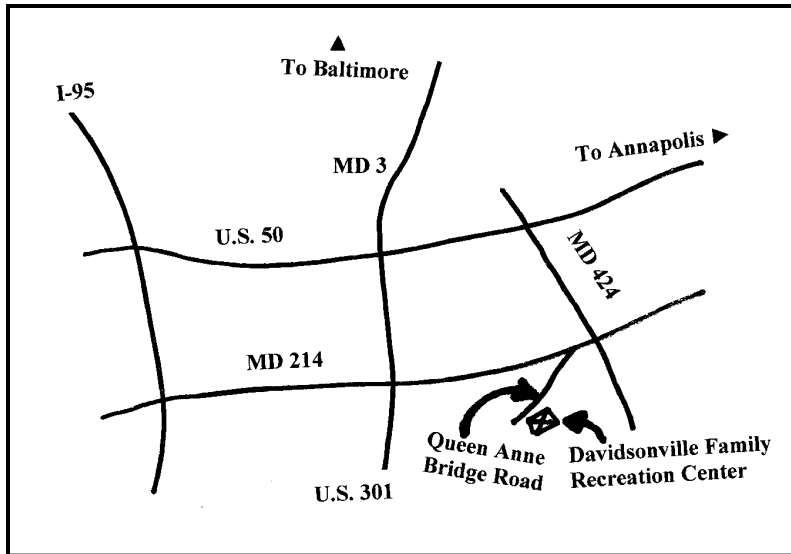 To Baltimore
I-95
MD 3
To Annapolis
U.S. 50
MD 424
MD 214
Queen Anne
Bridge Road
Davidsonville Family
Recreation Center
U.S. 301